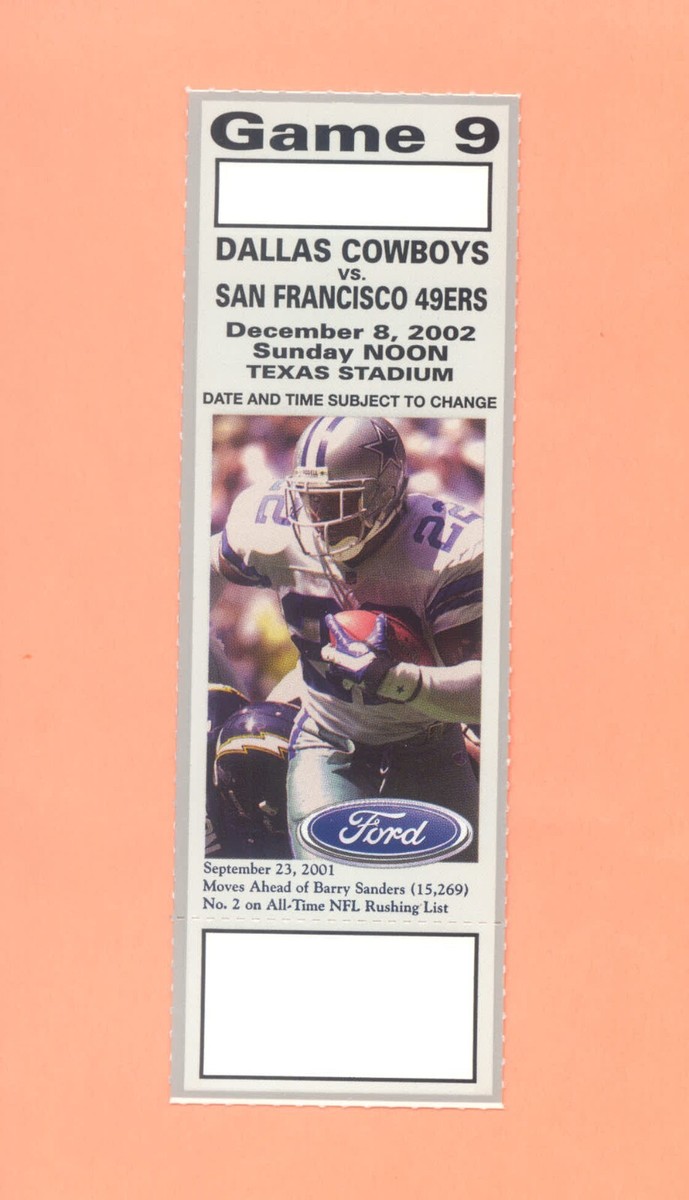 Game 9
DALLAS COWBOYS
VS.
SAN FRANCISCO 49ERS
December 8, 2002
Sunday NOON
TEXAS STADIUM
DATE AND TIME SUBJECT TO CHANGE
22
22
Ford
September 23, 2001
Moves Ahead of Barry Sanders (15,269)
No. 2 on All-Time NFL Rushing List